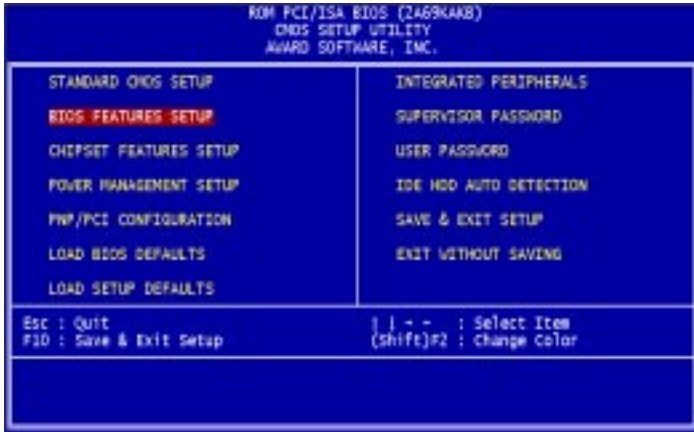 ROM PCI/ISA BIOS (2A69KAKB)
CMOS SETUP UTILITY
AWARD SOFTWARE, INC.
STANDARD CMOS SETUP
BIOS FEATURES SETUP
CHIPSET FEATURES SETUP
POWER MANAGEMENT SETUP
PNP/PCI CONFIGURATION
LOAD BIOS DEFAULTS
LOAD SETUP DEFAULTS
INTEGRATED PERIPHERALS
SUPERVISOR PASSWORD
USER PASSWORD
IDE HDD AUTO DETECTION
SAVE & EXIT SETUP
EXIT WITHOUT SAVING
Esc : Quit
F10 : Save & Exit Setup
: Select Item
(Shift)F2 : Change Color